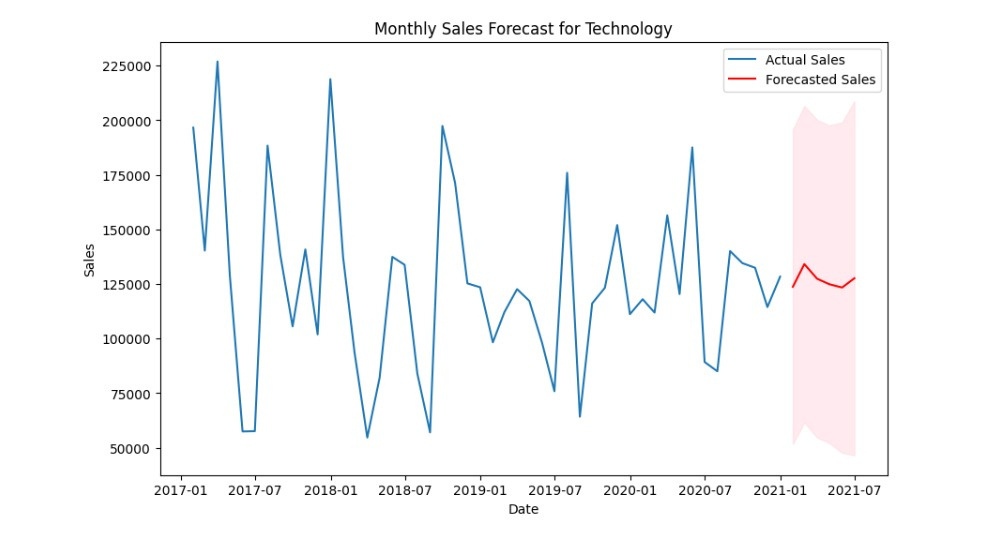 Monthly Sales Forecast for Technology
Actual Sales
Forecasted Sales
Sales
225000
200000
175000
150000
125000
100000
75000
50000
2017-01 2017-07 2018-01 2018-07 2019-01 2019-07 2020-01 2020-07 2021-01 2021-07
Date